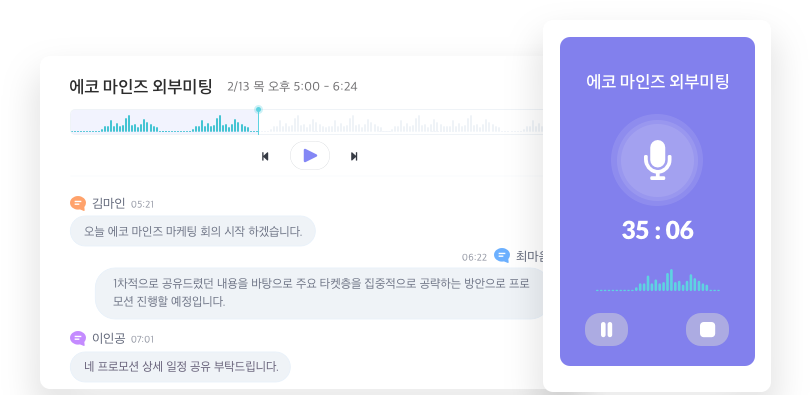 에코 마인즈 외부미팅 2/13 목 오후 5:00 - 6:24
김마인 05:21
오늘 에코 마인즈 마케팅 회의 시작 하겠습니다.
06:22
1차적으로 공유드렸던 내용을 바탕으로 주요 타켓층을 집중적으로 공략하는 방안으로 프로
모션 진행할 예정입니다.
이인공 07:01
네 프로모션 상세 일정 공유 부탁드립니다.
에코 마인즈 외부미팅
35 : 06